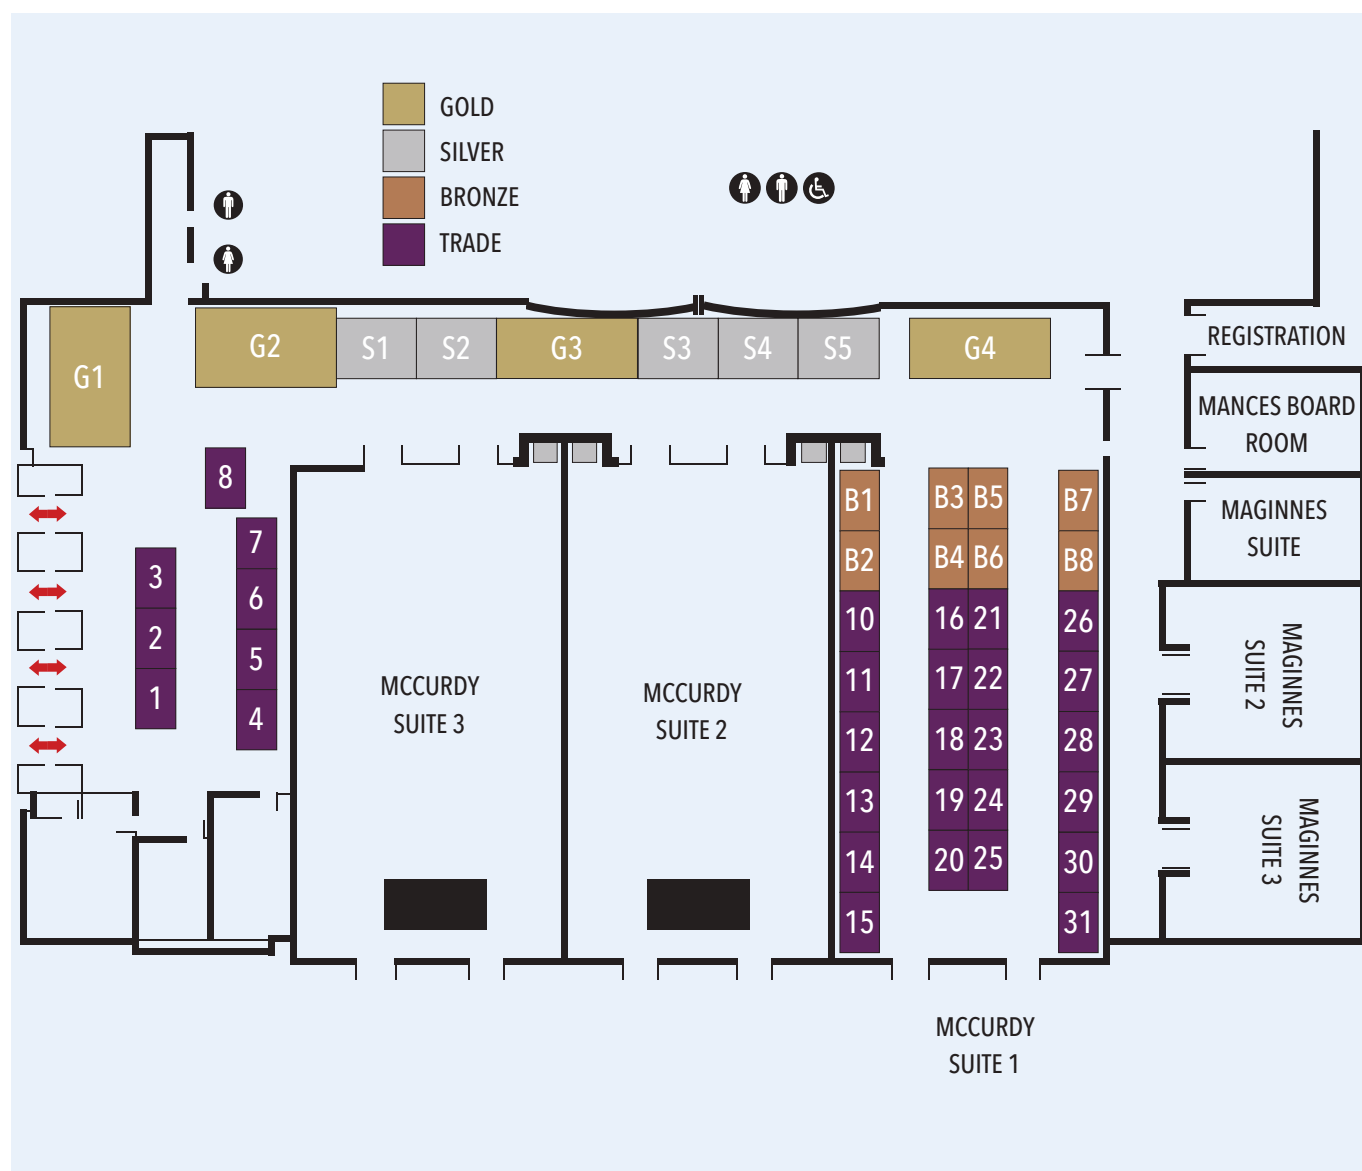 GOLD
SILVER
BRONZE
TRADE
G1
G2
S1
S2
G3
S3
S4
S5
G4
REGISTRATION
MANCES BOARD
ROOM
MAGINNES
SUITE
MAGINNES
SUITE 2
MAGINNES
SUITE 3
8
7
6
5
4
3
2
1
MCCURDY
SUITE 3
MCCURDY
SUITE 2
B1
B2
10
11
12
13
14
15
B3 B5
B4 B6
16 21
17 22
18 23
19 24
20 25
B7
B8
26
27
28
29
30
31
MCCURDY
SUITE 1